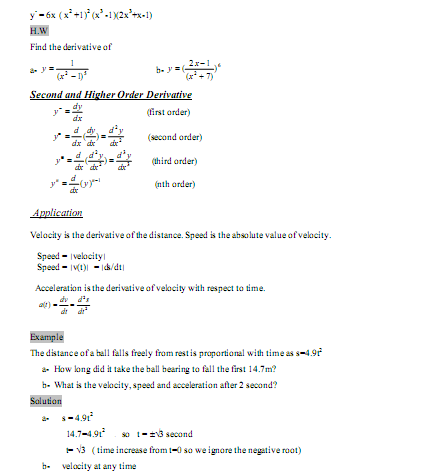 y`=6x (x²+1)² (x³-1)(2x³+x-1)
H.W
Find the derivative of
a- y = 1/(x² - 1)³ b- y = (2x-1/(x² + 7))⁶
Second and Higher Order Derivative
y` = dy/dx (first order)
y'' = d/dx (dy/dx) = d²y/dx² (second order)
= d/dx (d²y/dx²) = d³y/dx³ (third order)
yⁿ = d/dx (y)ⁿ⁻¹ (nth order)
Application
Velocity is the derivative of the distance. Speed is the absolute value of velocity.
Speed = |velocity|
Speed = |v(t)| = |ds/dt|
Acceleration is the derivative of velocity with respect to time.
a(t) = dv/dt = d²s/dt²
Example
The distance of a ball falls freely from rest is proportional with time as s=4.9t²
a- How long did it take the ball bearing to fall the first 14.7m?
b- What is the velocity, speed and acceleration after 2 second?
Solution
a- s = 4.9t²
14.7=4.9t² so t = ±√3 second
t= √3 (time increase from t=0 so we ignore the negative root)
b- velocity at any time